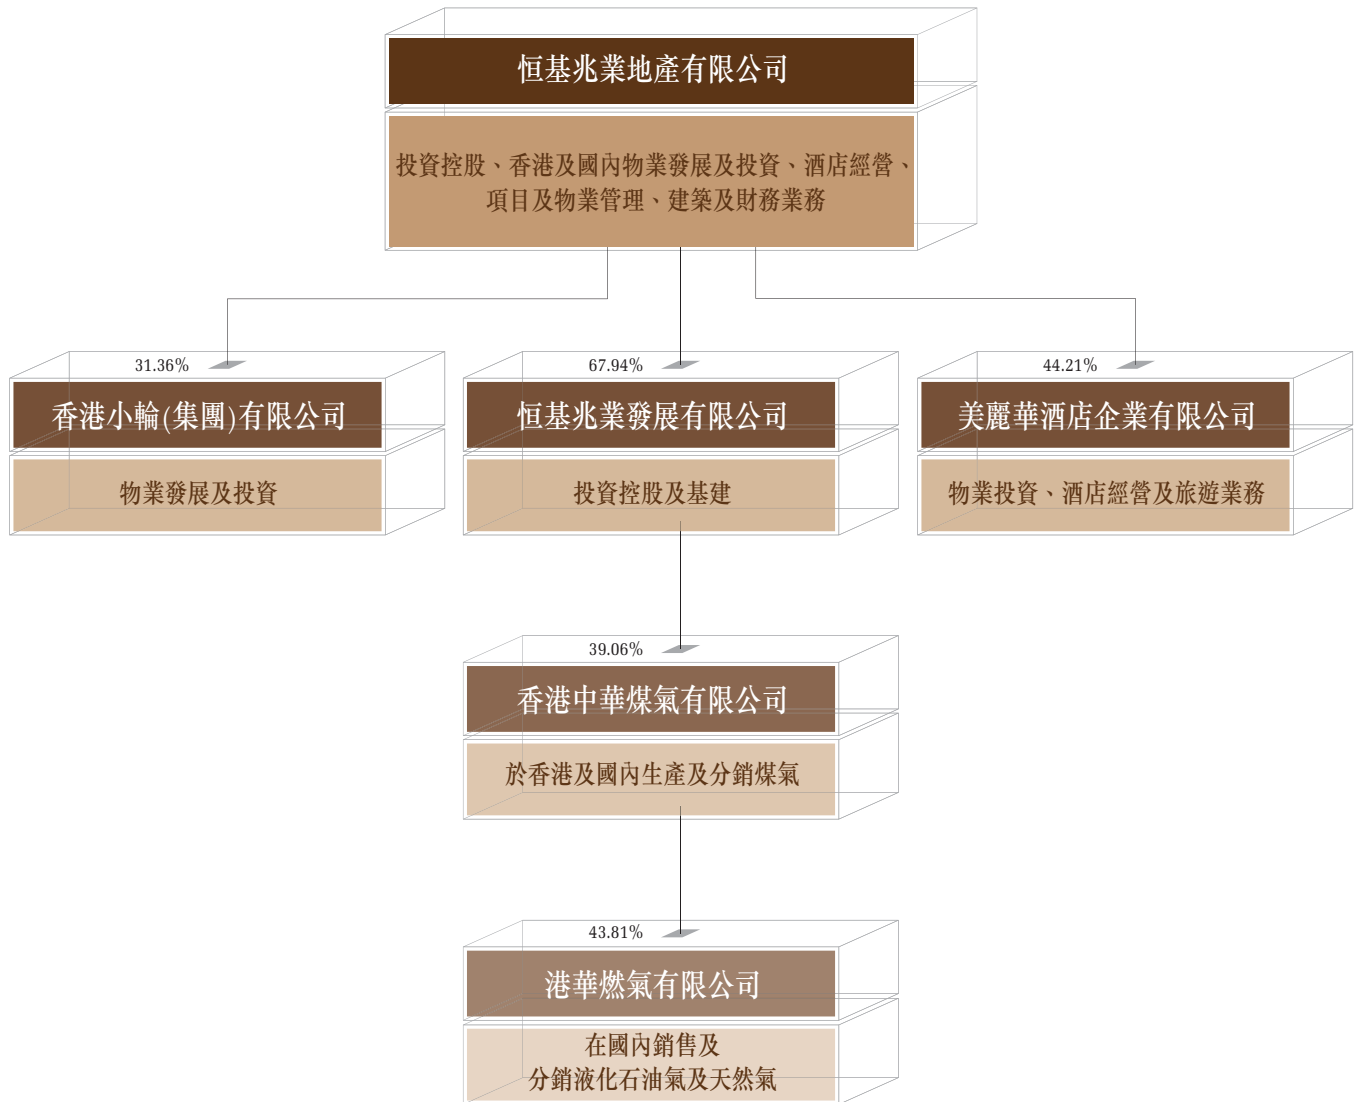 恒基兆業地產有限公司
投資控股、香港及國內物業發展及投資、酒店經營、
項目及物業管理、建築及財務業務
31.36%
香港小輪(集團)有限公司
物業發展及投資
67.94%
恒基兆業發展有限公司
投資控股及基建
44.21%
美麗華酒店企業有限公司
物業投資、酒店經營及旅遊業務
39.06%
香港中華煤氣有限公司
於香港及國內生產及分銷煤氣
43.81%
港華燃氣有限公司
在國內銷售及
分銷液化石油氣及天然氣